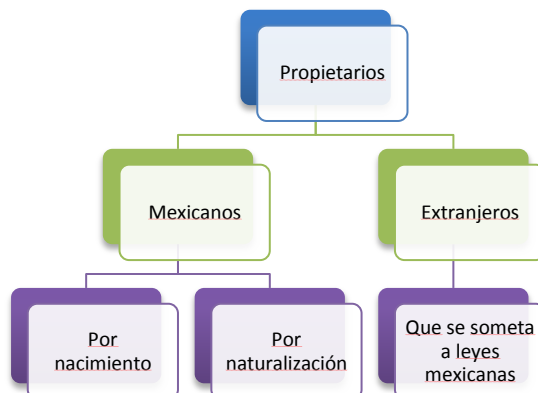 Propietarios
Mexicanos
Extranjeros
Por
nacimiento
Por
naturalización
Que se someta
a leyes
mexicanas